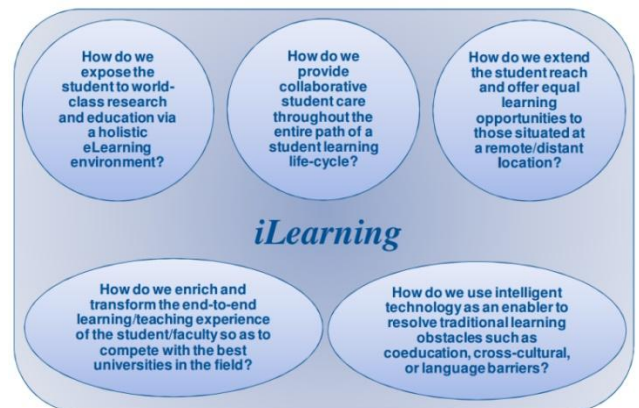 How do we
expose the
student to world-
class research
and education via
a holistic
eLearning
environment?
How do we
provide
collaborative
student care
throughout the
entire path of a
student learning
life-cycle?
How do we extend
the student reach
and offer equal
learning
opportunities to
those situated at
a remote/distant
location?
iLearning
How do we enrich and
transform the end-to-end
learning/teaching experience
of the student/faculty so as to
compete with the best
universities in the field?
How do we use intelligent
technology as an enabler to
resolve traditional learning
obstacles such as
coeducation, cross-cultural,
or language barriers?